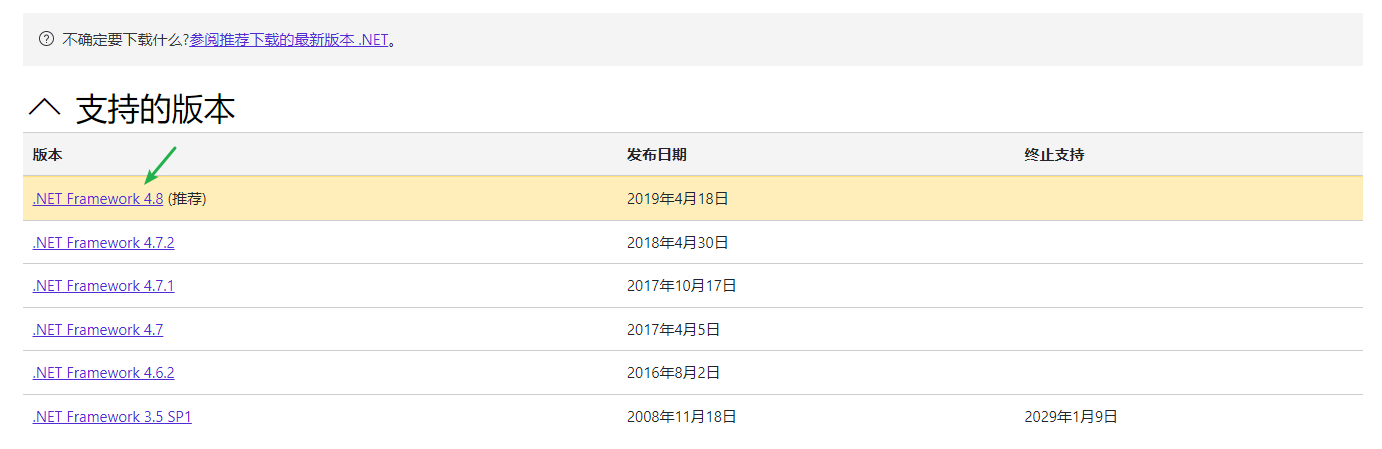 不确定要下载什么?参阅推荐下载的最新版本 .NET。
支持的版本
版本 发布日期 终止支持
.NET Framework 4.8 (推荐) 2019年4月18日
.NET Framework 4.7.2 2018年4月30日
.NET Framework 4.7.1 2017年10月17日
.NET Framework 4.7 2017年4月5日
.NET Framework 4.6.2 2016年8月2日
.NET Framework 3.5 SP1 2008年11月18日 2029年1月9日